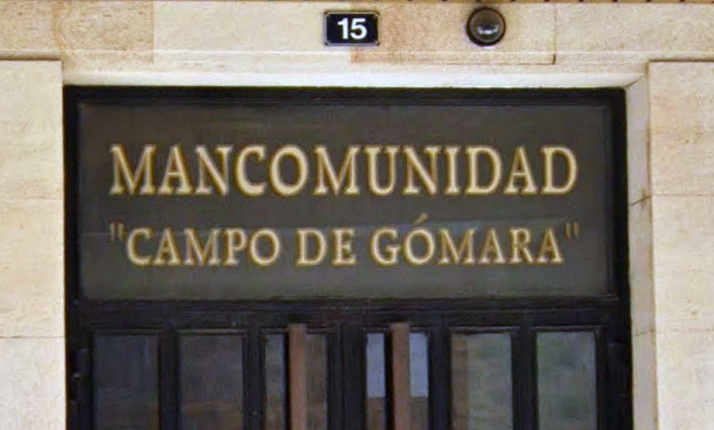 15
MANCOMUNIDAD
"CAMPO DE GÓMARA"